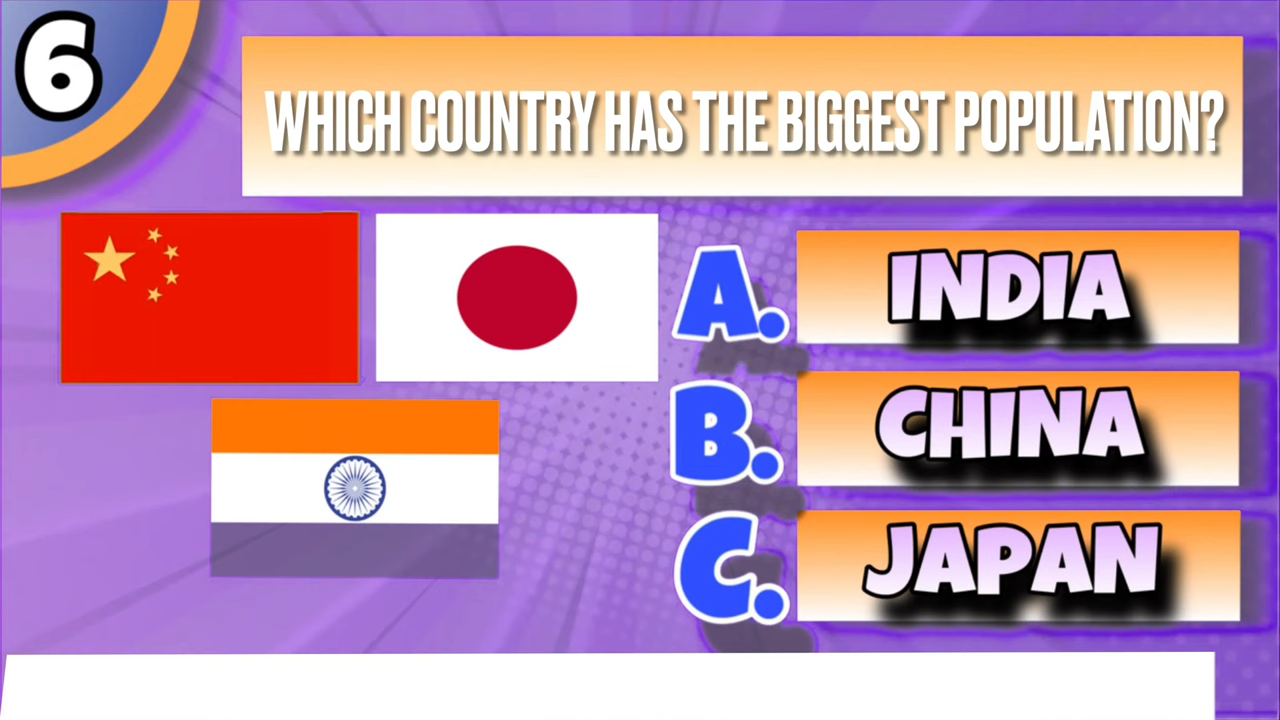 6
WHICH COUNTRY HAS THE BIGGEST POPULATION?
A. INDIA
B. CHINA
C. JAPAN